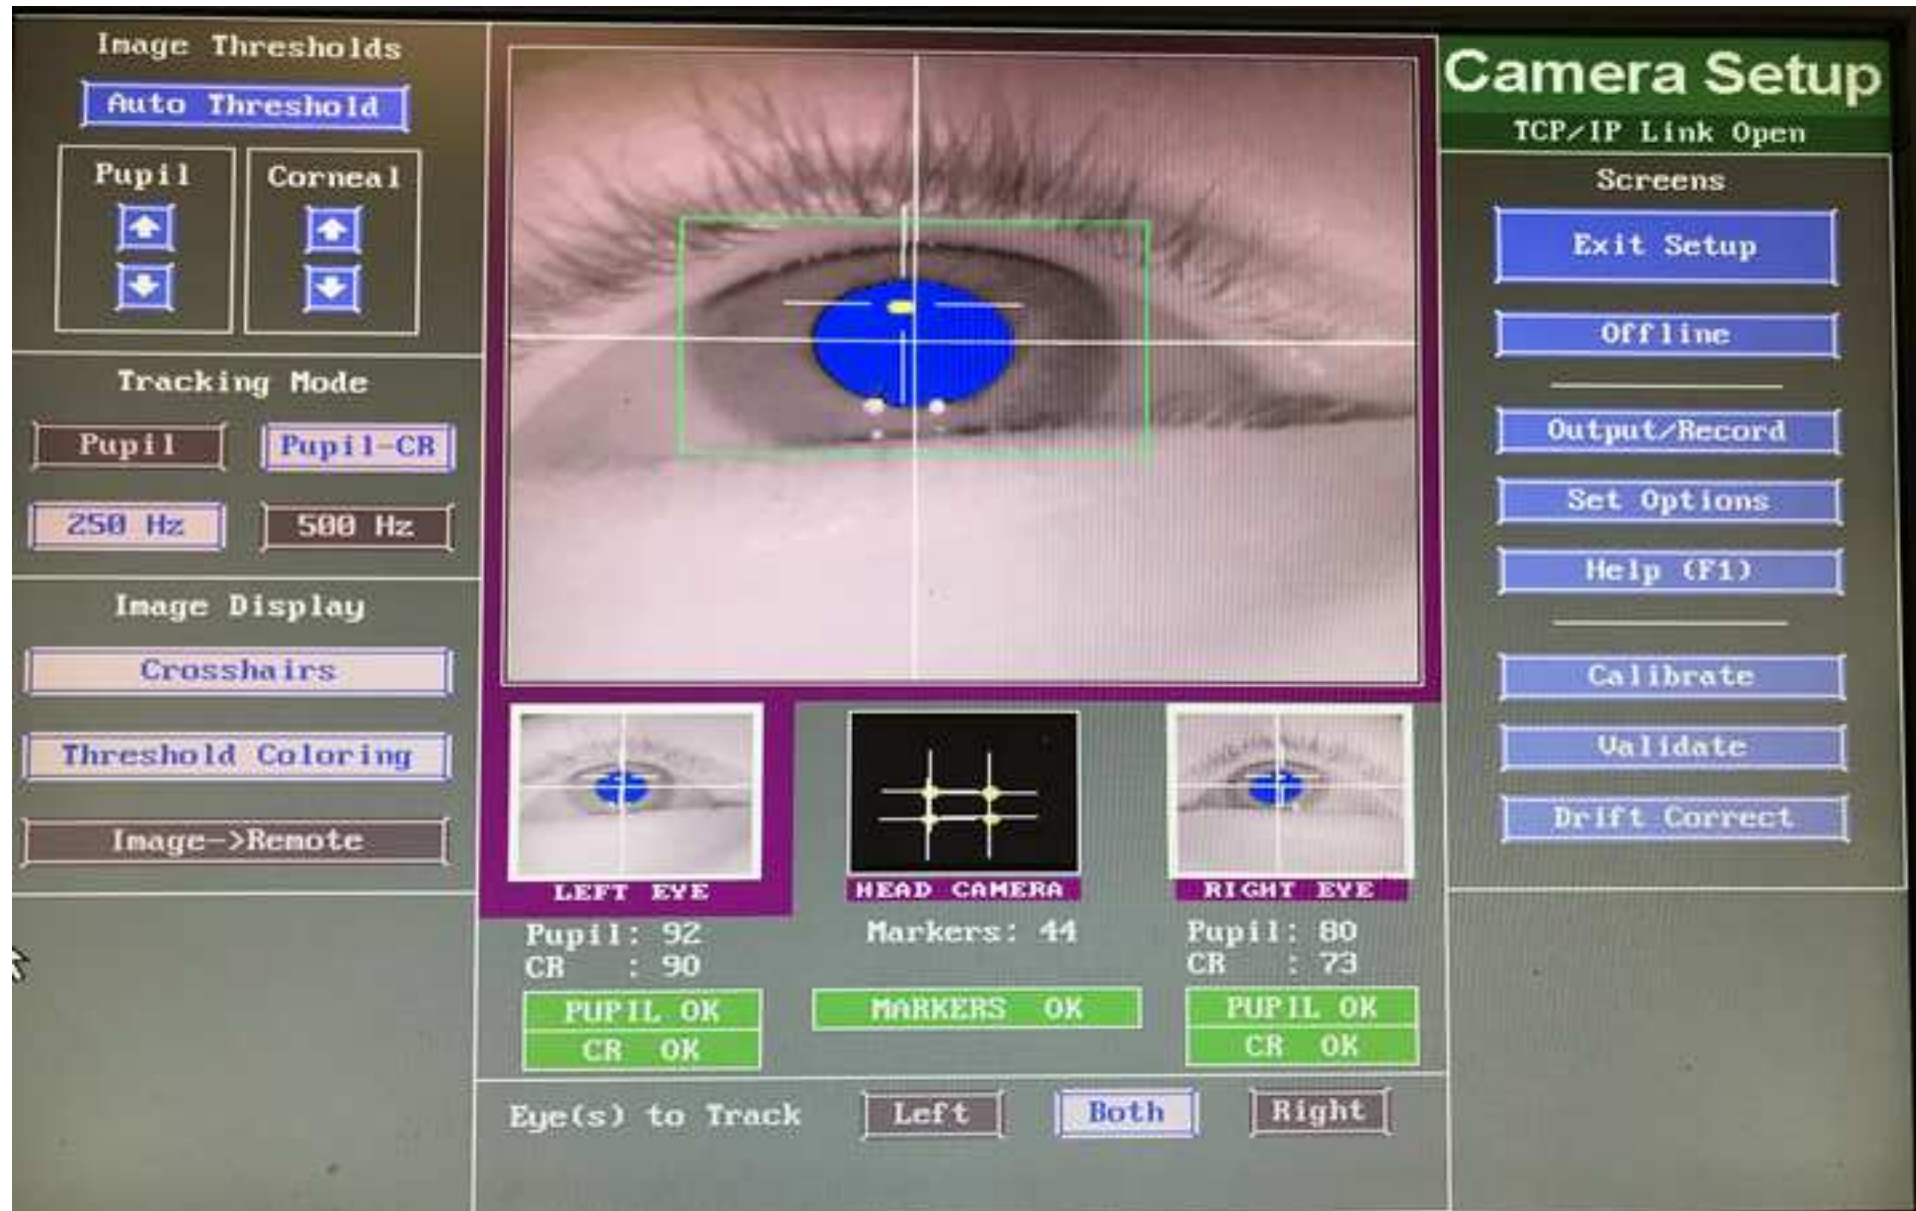 Image Thresholds
Auto Threshold
Pupil
Corneal
Tracking Mode
Pupil
Pupil-CR
250 Hz
500 Hz
Image Display
Crosshairs
Threshold Coloring
Image->Remote
LEFT EYE
HEAD CAMERA
RIGHT EYE
Pupil: 92
CR : 90
PUPIL OK
CR OK
Markers: 44
MARKERS OK
Pupil: 80
CR : 73
PUPIL OK
CR OK
Eye(s) to Track
Left
Both
Right
Camera Setup
TCP/IP Link Open
Screens
Exit Setup
Offline
Output/Record
Set Options
Help (F1)
Calibrate
Validate
Drift Correct